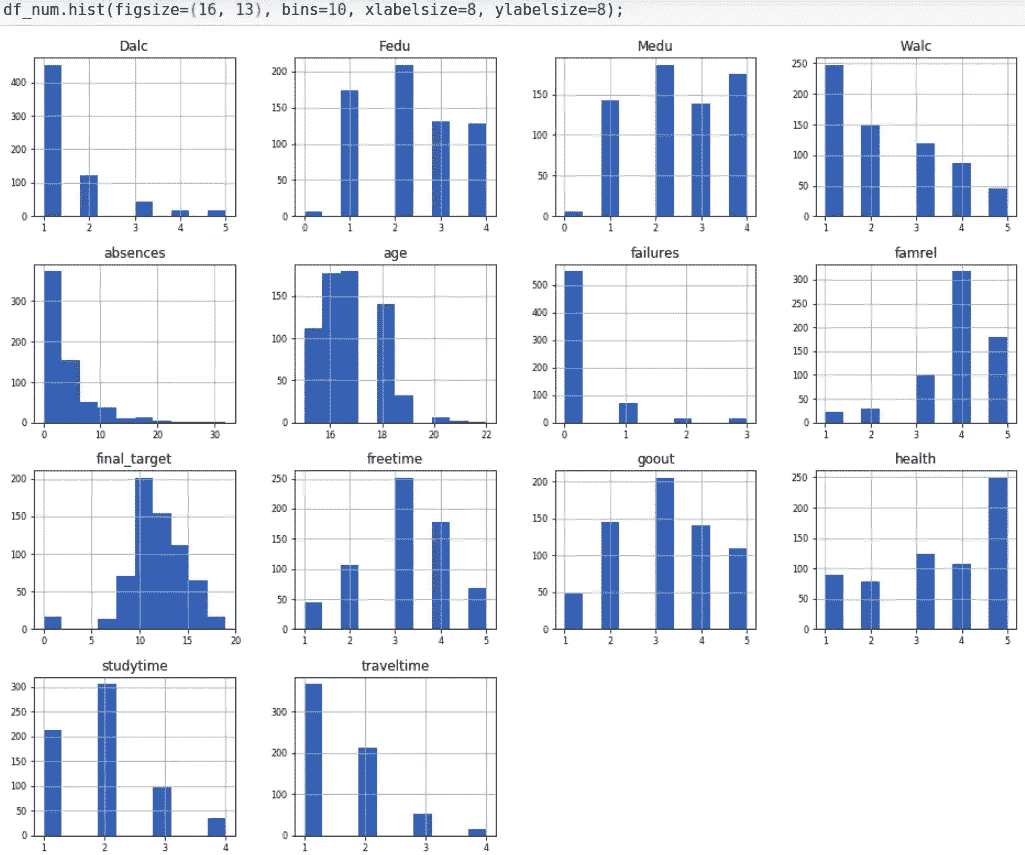 df_num.hist(figsize=(16, 13), bins=10, xlabelsize=8, ylabelsize=8);
Dalc Fedu Medu Walc
400 300 200 100 0
1 2 3 4 5
200 150 100 50 0
0 1 2 3 4
150 100 50 0
0 1 2 3 4
250 200 150 100 50 0
1 2 3 4 5
absences age failures famrel
300 200 100 0
0 10 20 30
150 100 50 0
16 18 20 22
500 400 300 200 100 0
0 1 2 3
300 250 200 150 100 50 0
1 2 3 4 5
final_target freetime goout health
200 150 100 50 0
0 5 10 15 20
250 200 150 100 50 0
1 2 3 4 5
200 150 100 50 0
1 2 3 4 5
250 200 150 100 50 0
1 2 3 4 5
studytime traveltime
300 250 200 150 100 50 0
1 2 3 4
300 200 100 0
1 2 3 4